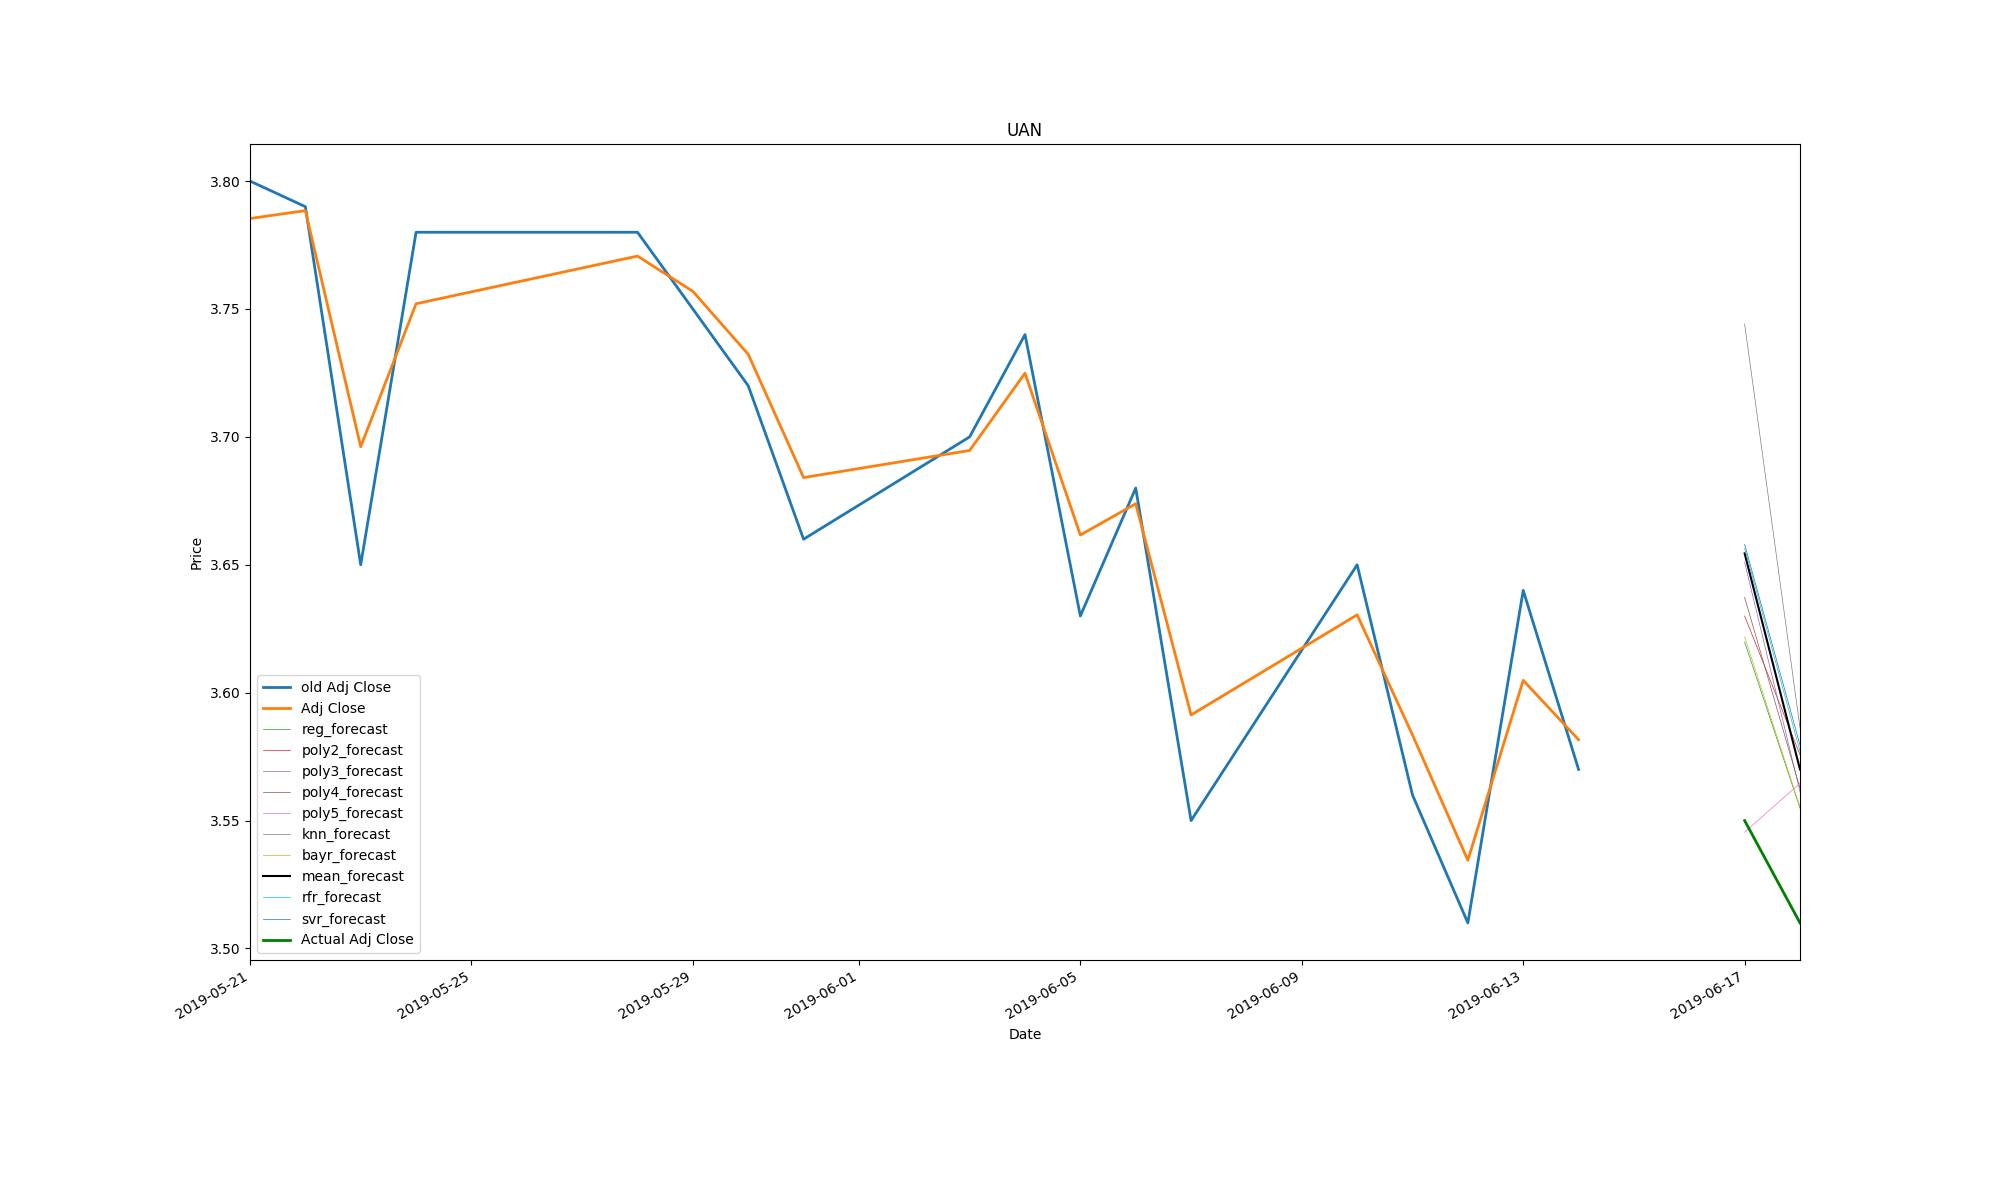 UAN
3.80
3.75
3.70
3.65
3.60
3.55
3.50
Price
old Adj Close
Adj Close
reg_forecast
poly2_forecast
poly3_forecast
poly4_forecast
poly5_forecast
knn_forecast
bayr_forecast
mean_forecast
rfr_forecast
svr_forecast
Actual Adj Close
2019-05-21
2019-05-25
2019-05-29
2019-06-01
2019-06-05
2019-06-09
2019-06-13
2019-06-17
Date